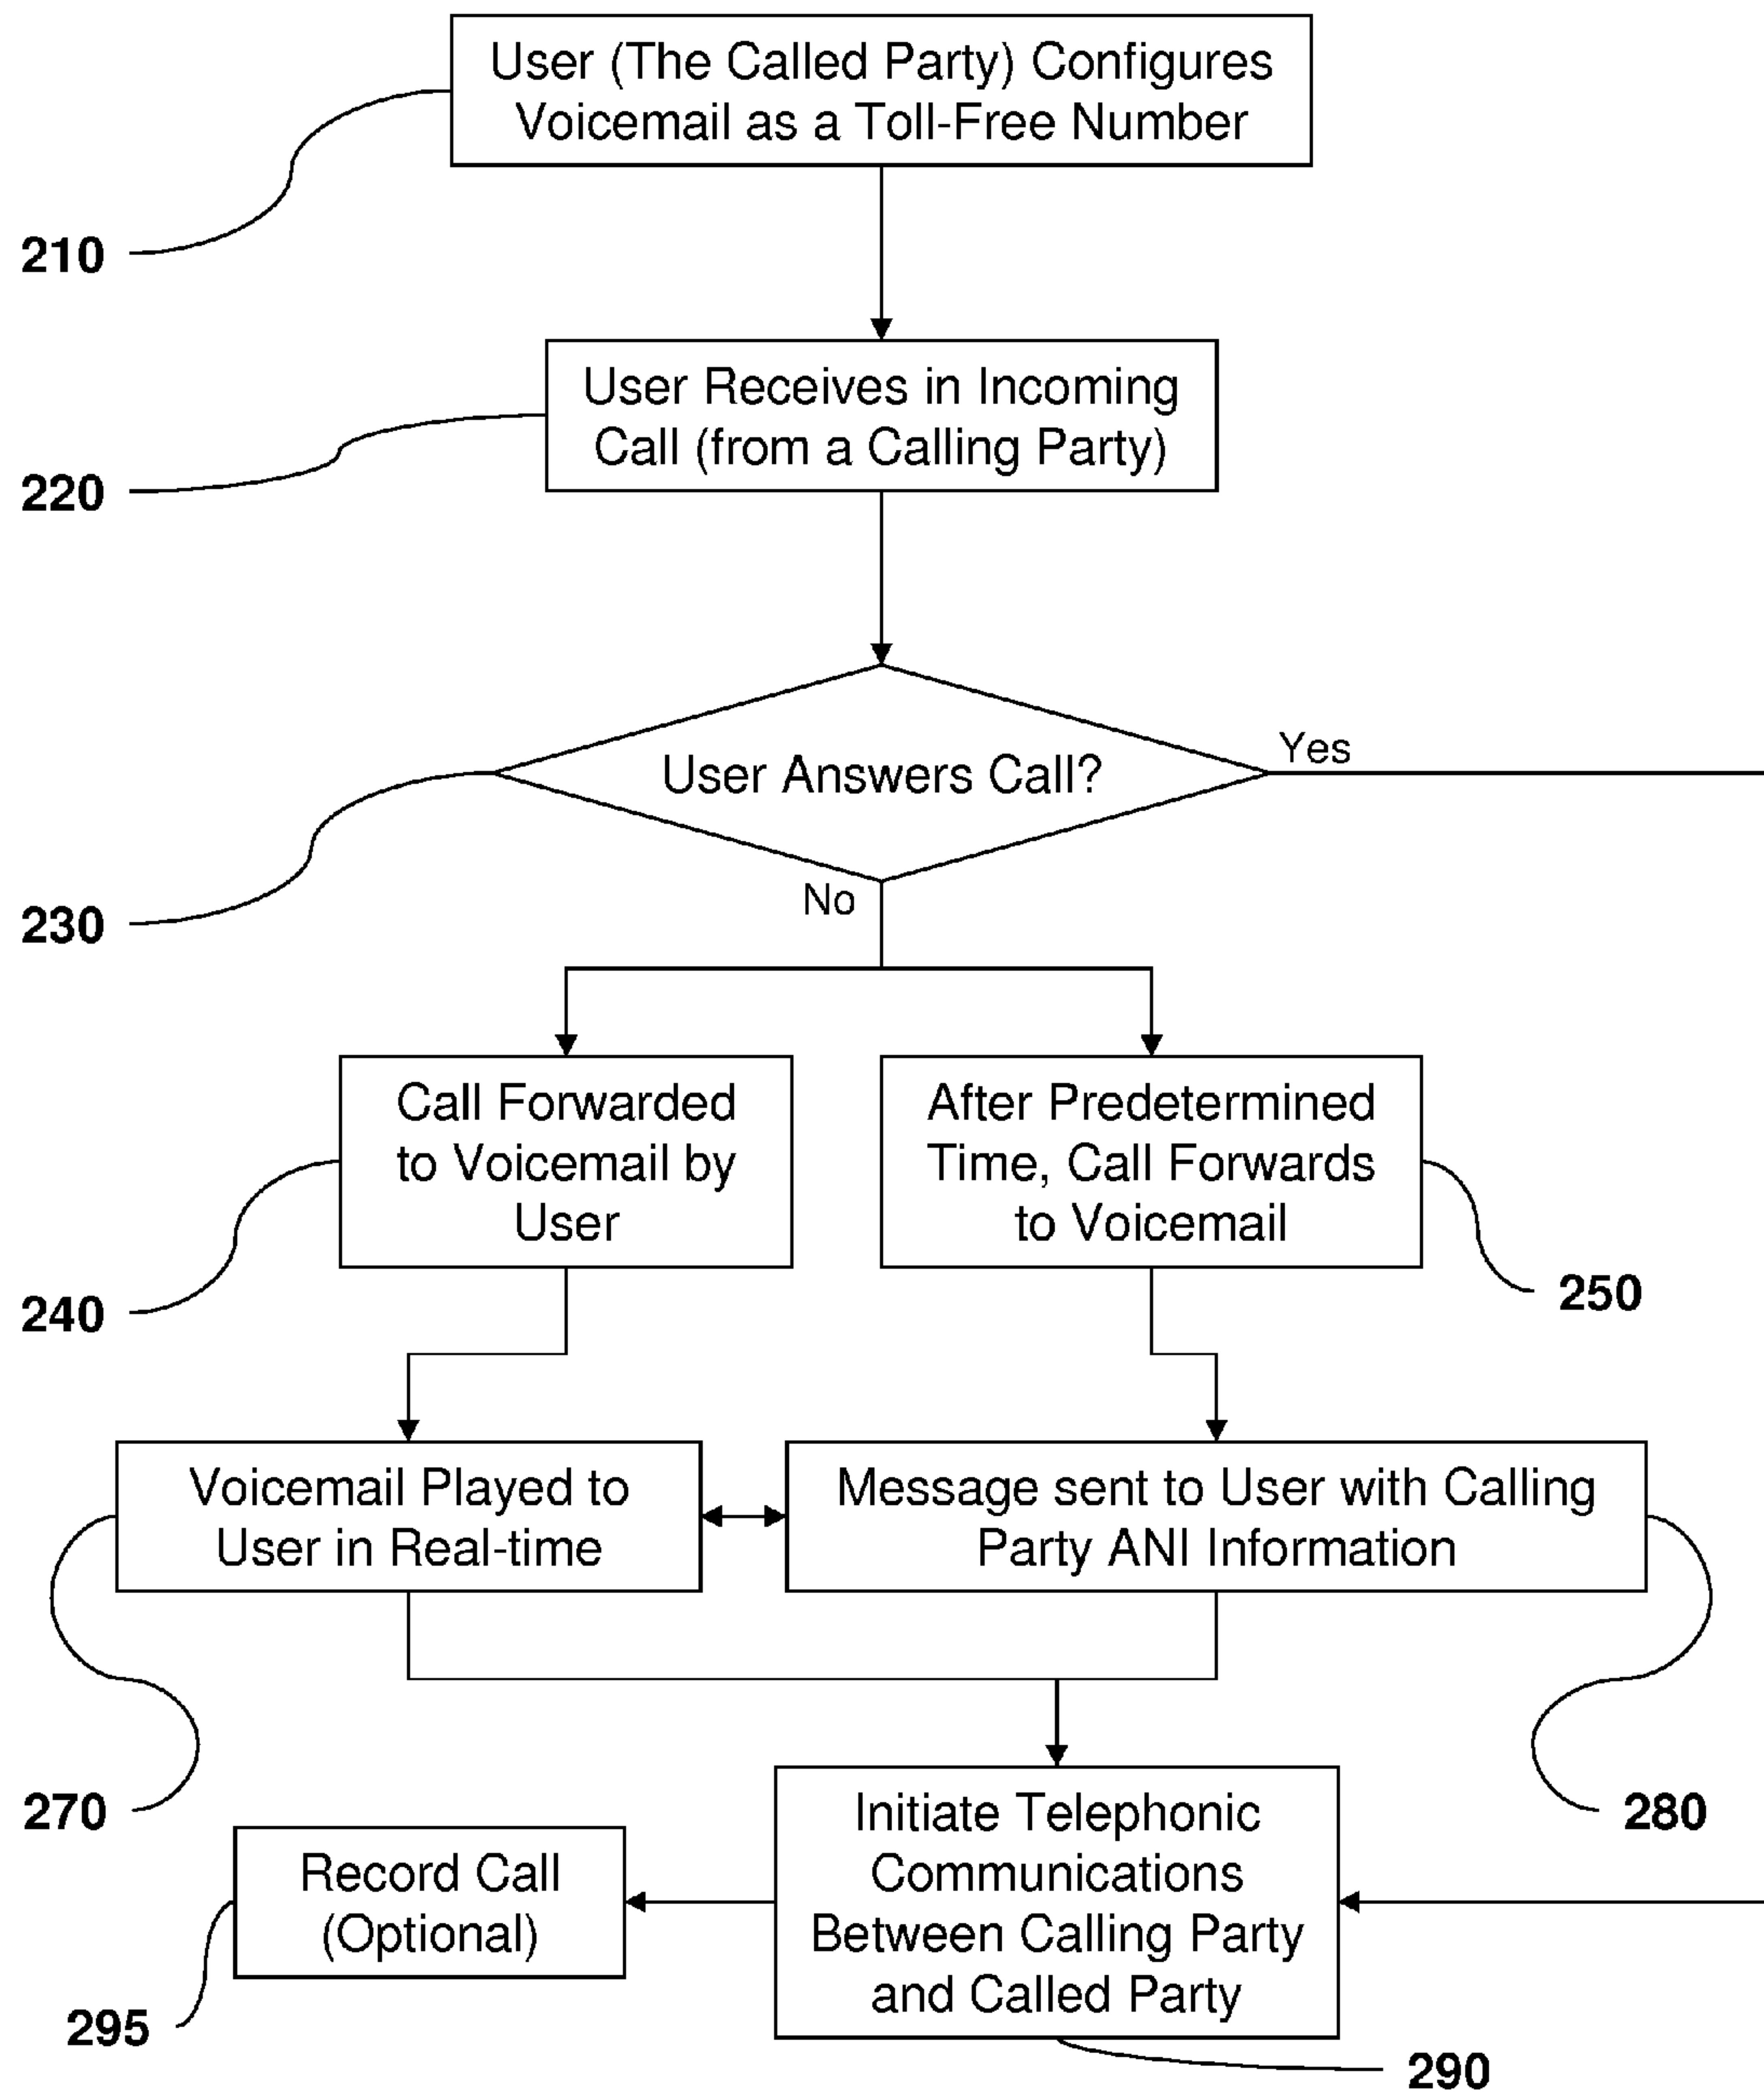 User (The Called Party) Configures
Voicemail as a Toll-Free Number
210
User Receives in Incoming
Call (from a Calling Party)
220
User Answers Call?
Yes
No
230
Call Forwarded
to Voicemail by
User
After Predetermined
Time, Call Forwards
to Voicemail
240
250
Voicemail Played to
User in Real-time
Message sent to User with Calling
Party ANI Information
270
280
Initiate Telephonic
Communications
Between Calling Party
and Called Party
Record Call
(Optional)
295
290